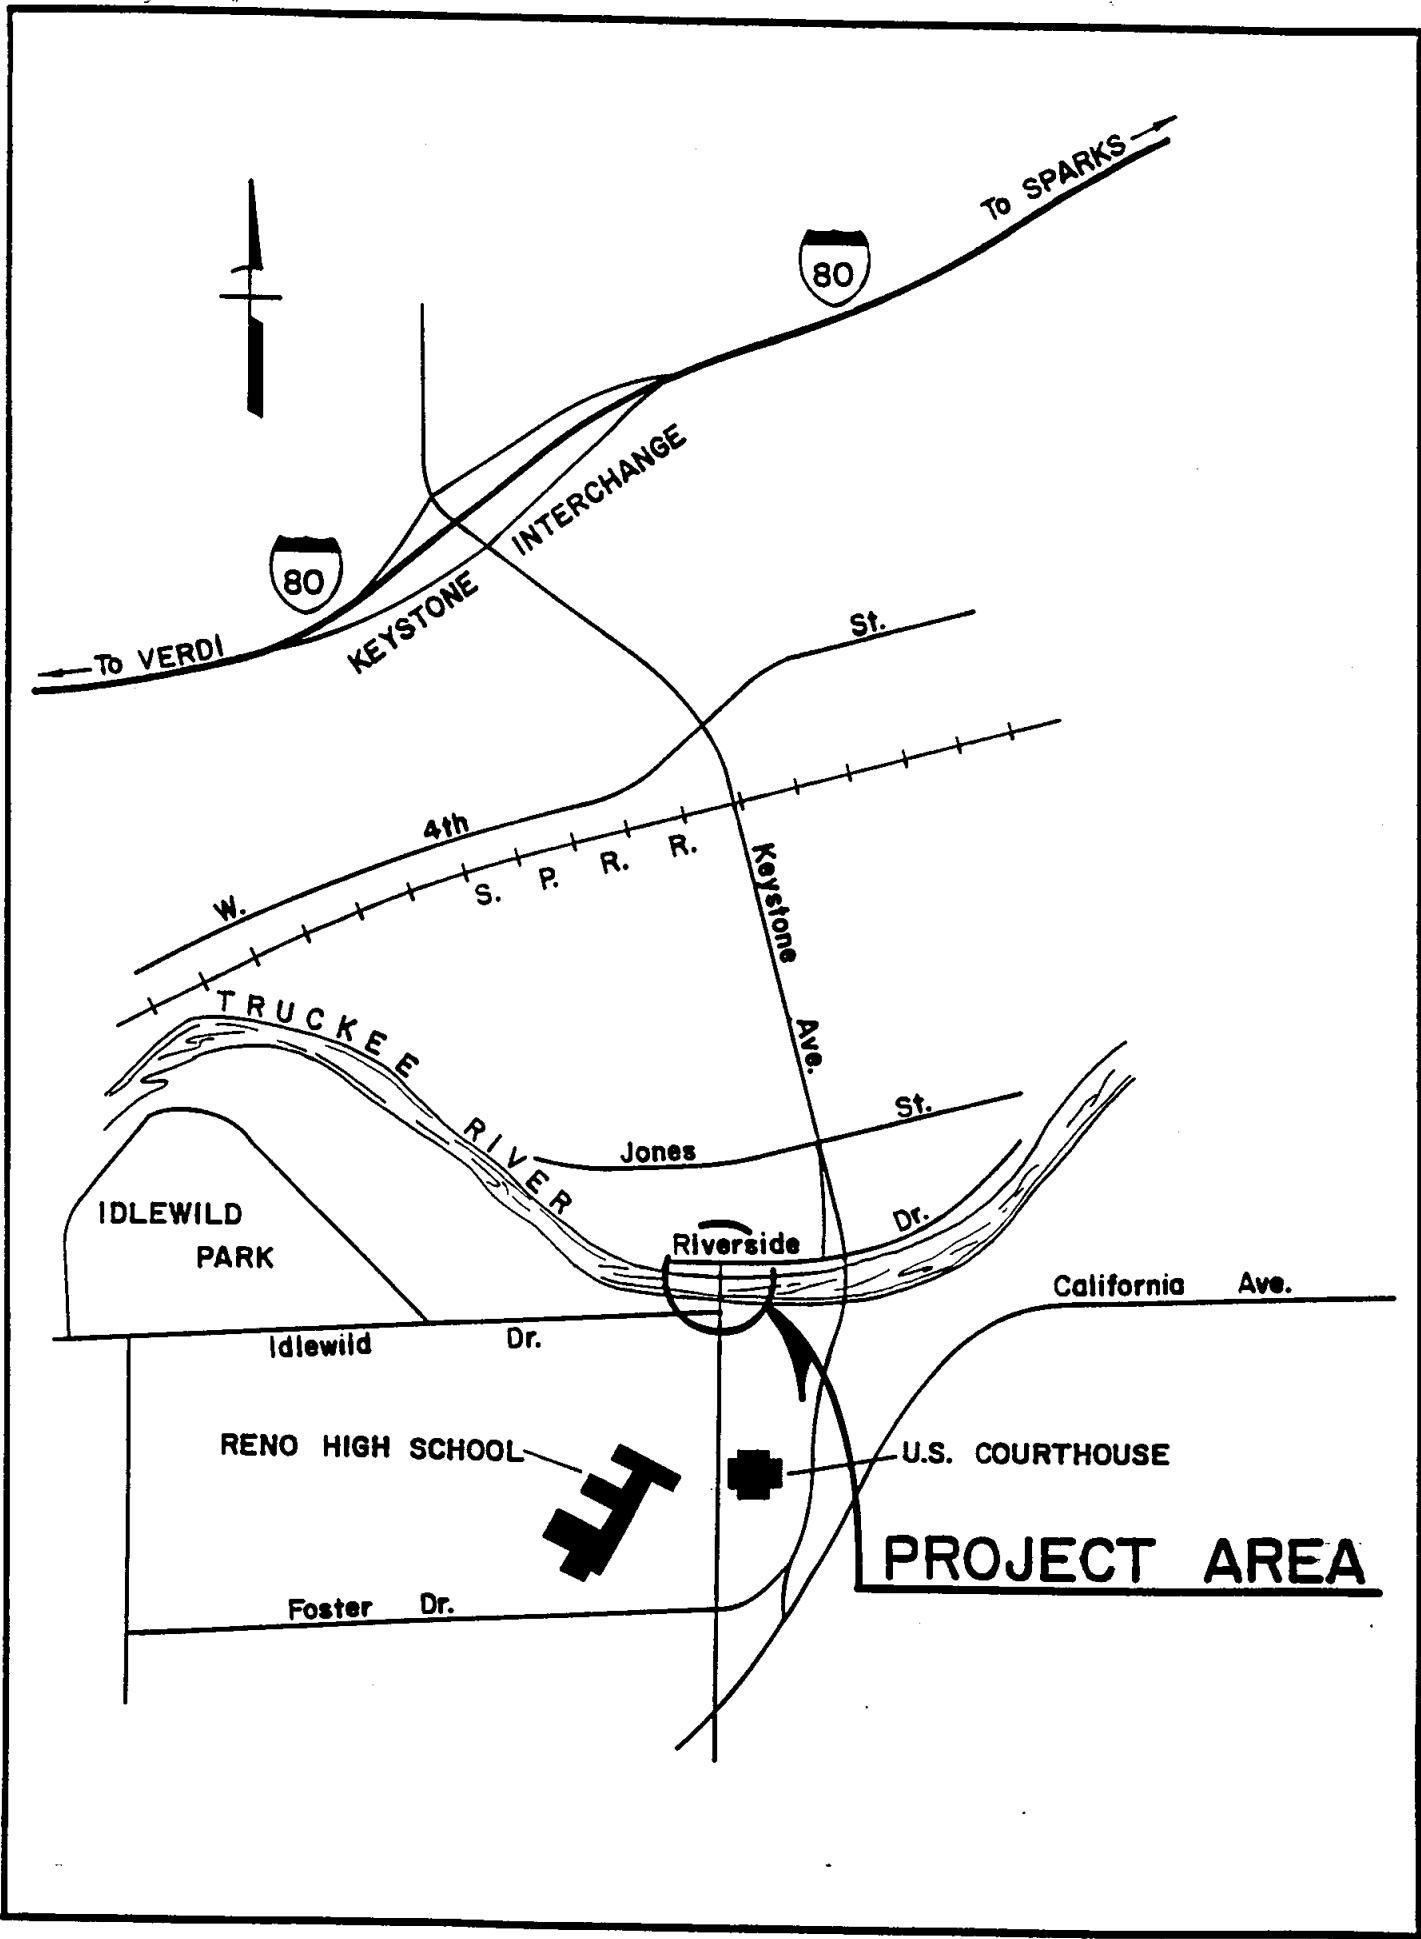 To SPARKS
80
INTERCHANGE
80
KEYSTONE
To VERDI
St.
4th
W.
S. P. R. R.
Keystone
Ave.
TRUCKEE
RIVER
St.
Jones
IDLEWILD
PARK
Dr.
Riverside
California Ave.
Idlewild Dr.
RENO HIGH SCHOOL
U.S. COURTHOUSE
PROJECT AREA
Foster Dr.